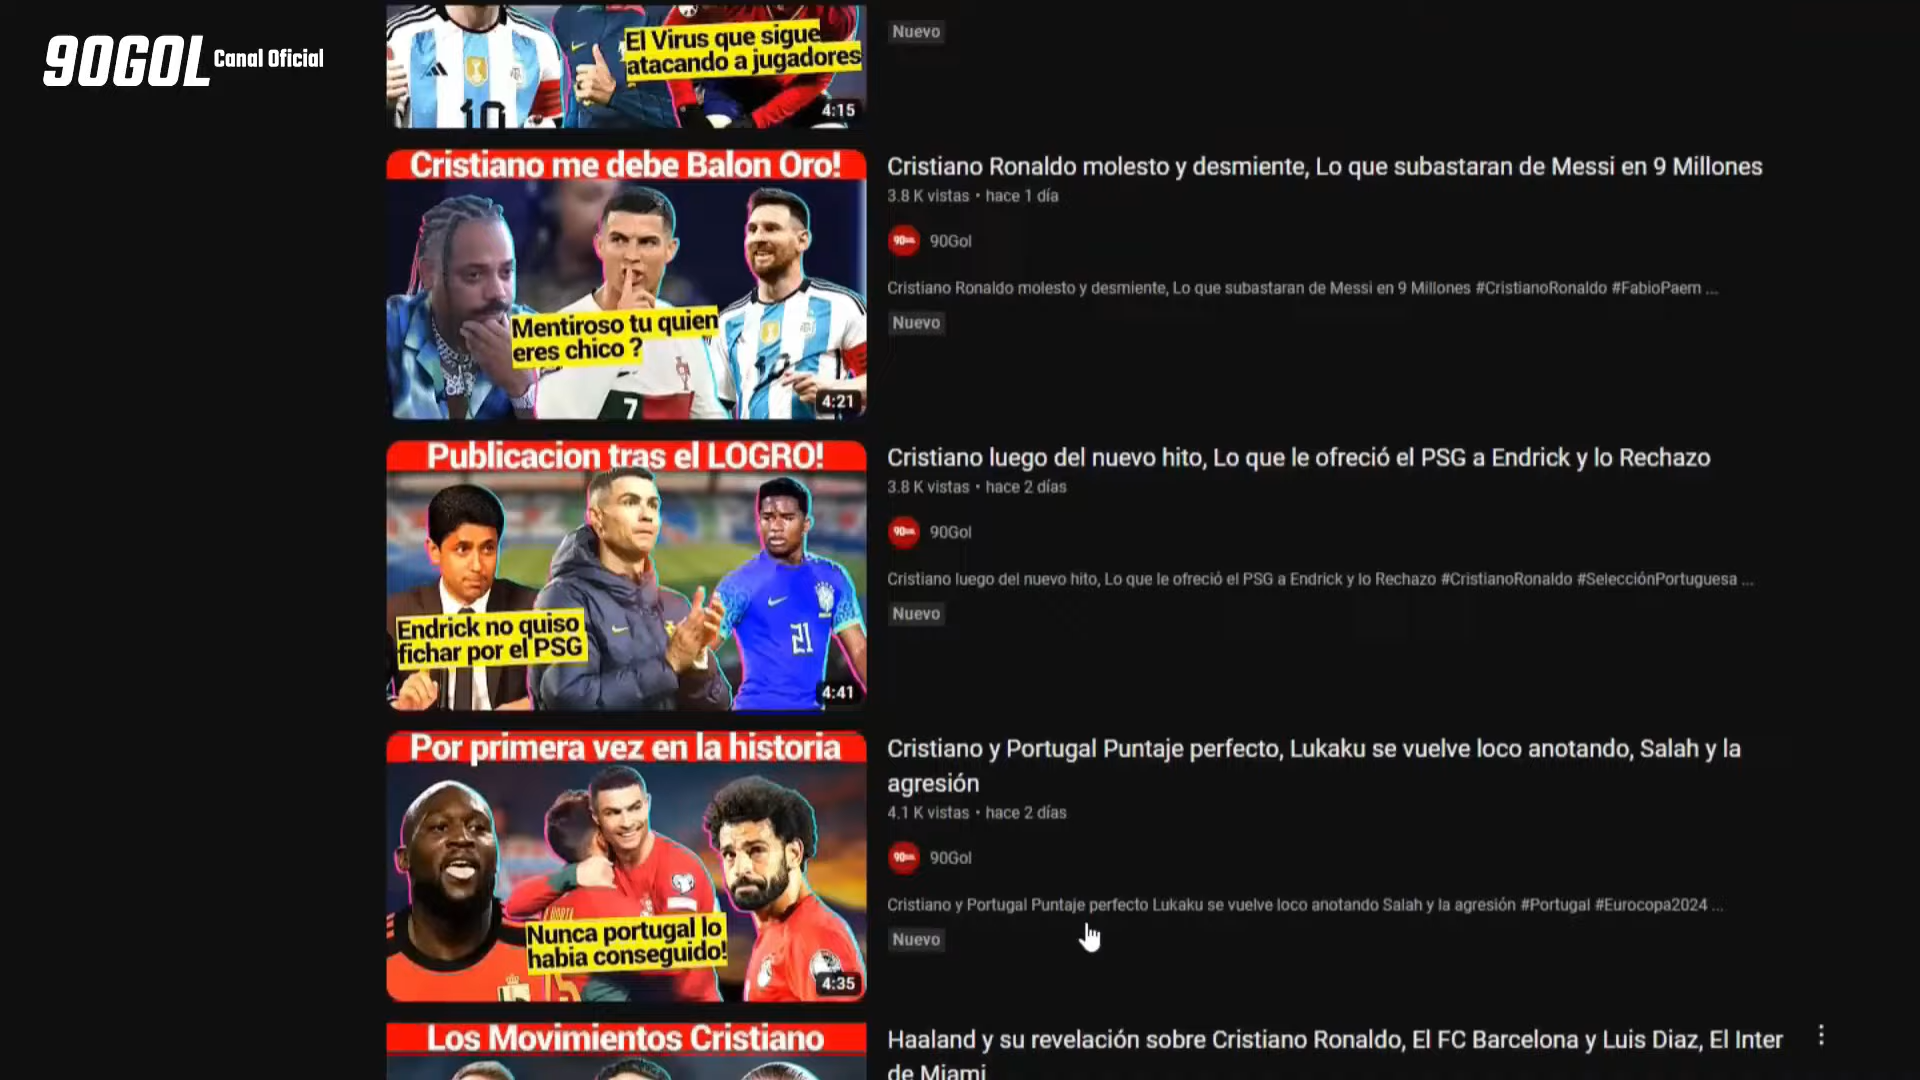 90GOL Canal Oficial
El Virus que sigue
atacando a jugadores
10
4:15
Nuevo
Cristiano me debe Balon Oro!
Mentiroso tu quien
eres chico ?
7
4:21
Cristiano Ronaldo molesto y desmiente, Lo que subastaran de Messi en 9 Millones
3.8 K vistas • hace 1 día
90Gol
Cristiano Ronaldo molesto y desmiente, Lo que subastaran de Messi en 9 Millones #CristianoRonaldo #FabioPaem ...
Nuevo
Publicacion tras el LOGRO!
Endrick no quiso
fichar por el PSG
21
4:41
Cristiano luego del nuevo hito, Lo que le ofreció el PSG a Endrick y lo Rechazo
3.8 K vistas • hace 2 días
90Gol
Cristiano luego del nuevo hito, Lo que le ofreció el PSG a Endrick y lo Rechazo #CristianoRonaldo #SelecciónPortuguesa ...
Nuevo
Por primera vez en la historia
Nunca portugal lo
habia conseguido!
4:35
Cristiano y Portugal Puntaje perfecto, Lukaku se vuelve loco anotando, Salah y la
agresión
4.1 K vistas • hace 2 días
90Gol
Cristiano y Portugal Puntaje perfecto Lukaku se vuelve loco anotando Salah y la agresión #Portugal #Eurocopa2024 ...
Nuevo
Los Movimientos Cristiano
Haaland y su revelación sobre Cristiano Ronaldo, El FC Barcelona y Luis Diaz, El Inter
de Miami